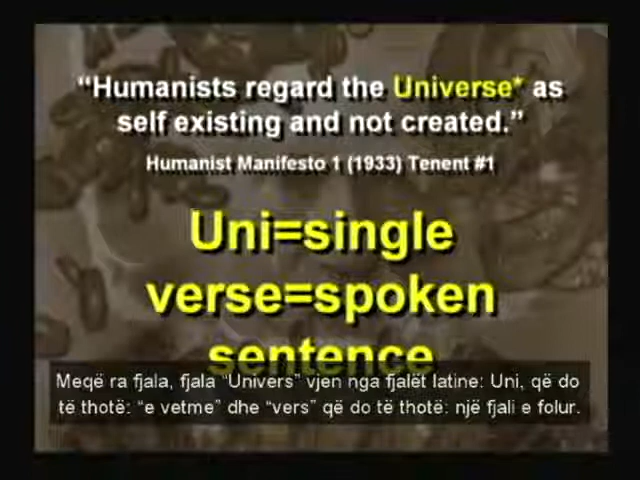 “Humanists regard the Universe* as
self existing and not created.”
Humanist Manifesto 1 (1933) Tenent #1
Uni=single
verse=spoken
sentence
Meqë ra fjala, fjala “Univers” vjen nga fjalët latine: Uni, që do
të thotë: “e vetme” dhe “vers” që do të thotë: një fjali e folur.